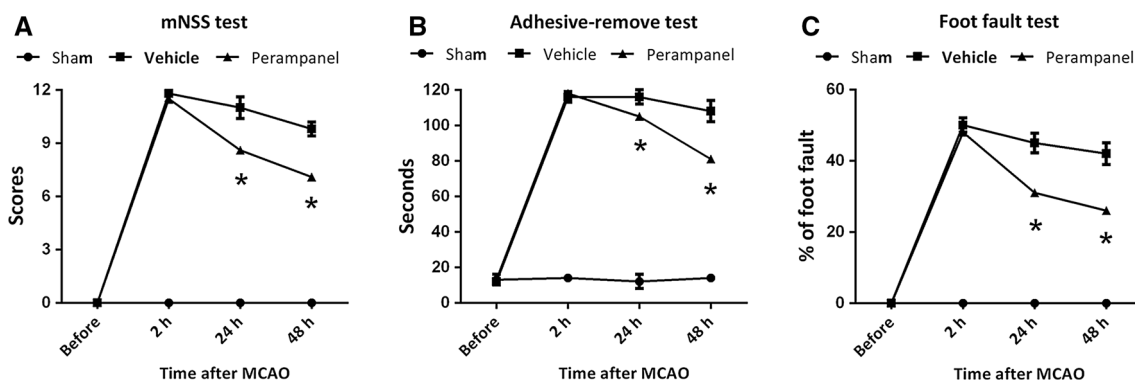 A
mNSS test
Sham Vehicle Perampanel
12
9
6
3
0
Scores
*
*
Before
2 h
24 h
48 h
Time after MCAO
B
Adhesive-remove test
Sham Vehicle Perampanel
120
100
80
60
40
20
0
Seconds
*
*
Before
2 h
24 h
48 h
Time after MCAO
C
Foot fault test
Sham Vehicle Perampanel
60
40
20
0
% of foot fault
*
*
Before
2 h
24 h
48 h
Time after MCAO